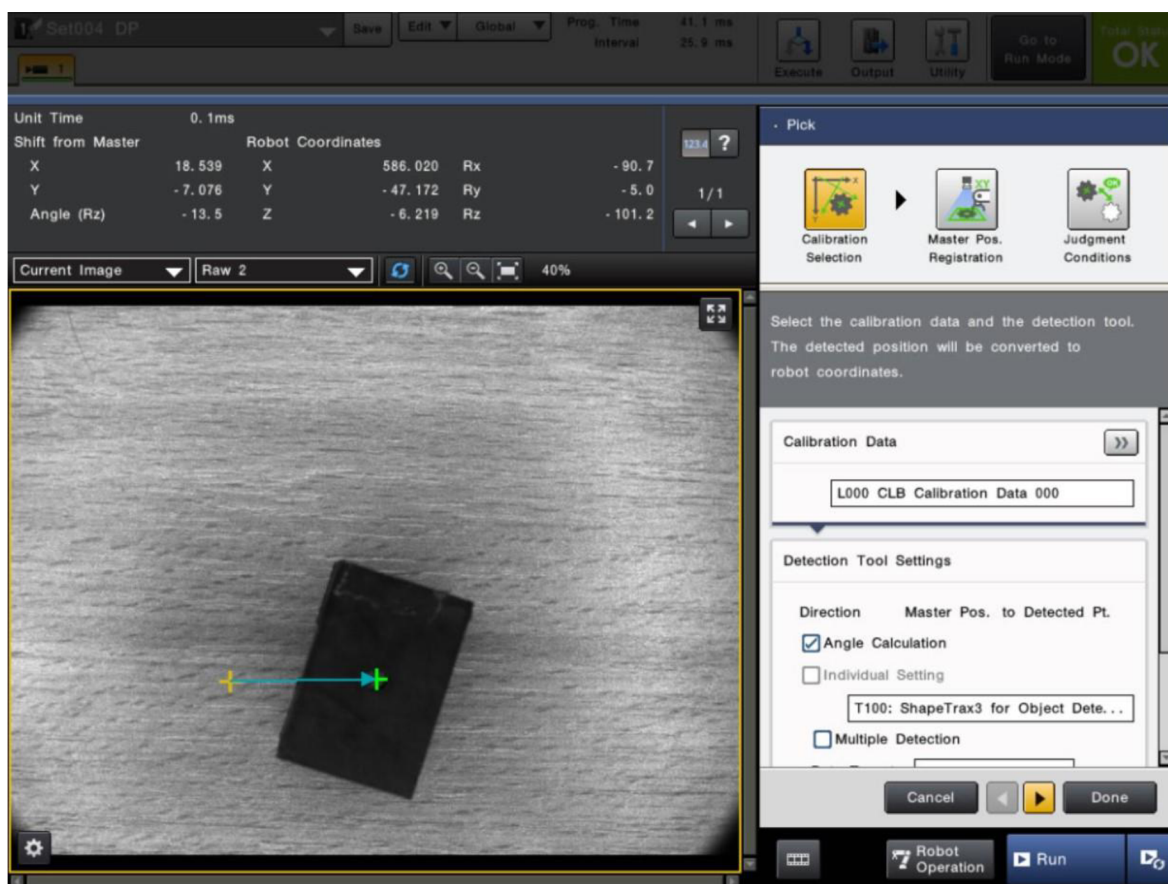 1 Set004 DP
Save
Edit
Global
Prog. Time 41.1 ms
Interval 25.9 ms
Execute
Output
Utility
Go to
Run Mode
OK
1
Unit Time 0.1ms
Shift from Master Robot Coordinates
X 18.539 X 586.020 Rx -90.7
Y -7.076 Y -47.172 Ry -5.0
Angle (Rz) -13.5 Z -6.219 Rz -101.2
123.4 ?
1/1
Current Image
Raw 2
40%
· Pick
Calibration
Selection
XY
Master Pos.
Registration
OK
Judgment
Conditions
Select the calibration data and the detection tool.
The detected position will be converted to
robot coordinates.
Calibration Data
L000 CLB Calibration Data 000
Detection Tool Settings
Direction Master Pos. to Detected Pt.
Angle Calculation
Individual Setting
T100: ShapeTrax3 for Object Dete...
Multiple Detection
Cancel
Done
Robot
Operation
Run